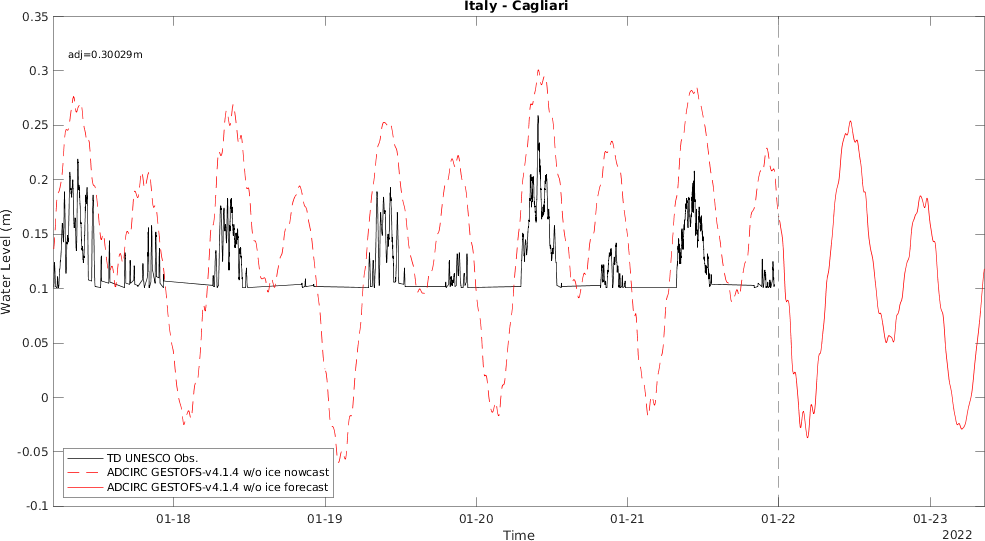 Italy - Cagliari
0.35
adj=0.30029m
0.3
0.25
0.2
0.15
0.1
0.05
0
-0.05
-0.1
Water Level (m)
TD UNESCO Obs.
ADCIRC GESTOFS-v4.1.4 w/o ice nowcast
ADCIRC GESTOFS-v4.1.4 w/o ice forecast
01-18
01-19
01-20
01-21
01-22
01-23
Time
2022